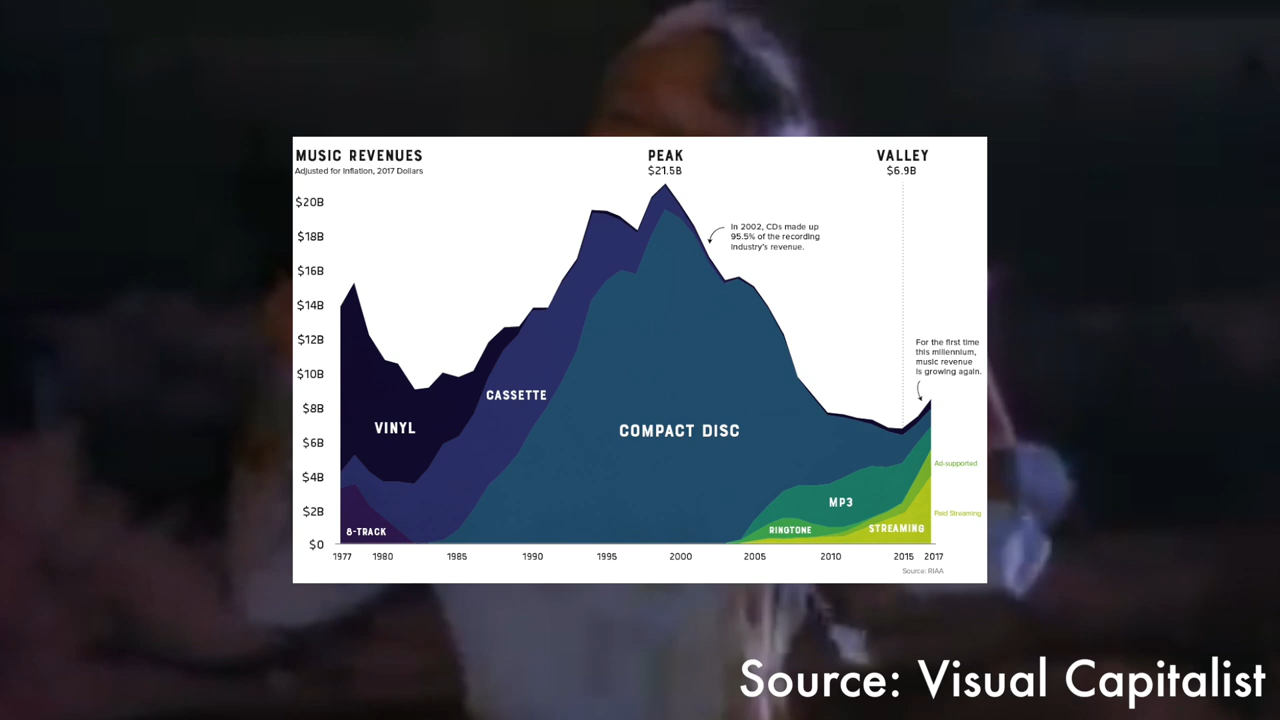 MUSIC REVENUES
Adjusted for Inflation, 2017 Dollars
PEAK
$21.5B
VALLEY
$6.9B
$20B
$18B
$16B
$14B
$12B
$10B
$8B
$6B
$4B
$2B
$0
In 2002, CDs made up
95.5% of the recording
industry's revenue.
For the first time
this millennium,
music revenue
is growing again.
CASSETTE
VINYL
COMPACT DISC
8-TRACK
MP3
RINGTONE
STREAMING
Ad-supported
Paid Streaming
1977 1980 1985 1990 1995 2000 2005 2010 2015 2017
Source: RIAA
Source: Visual Capitalist